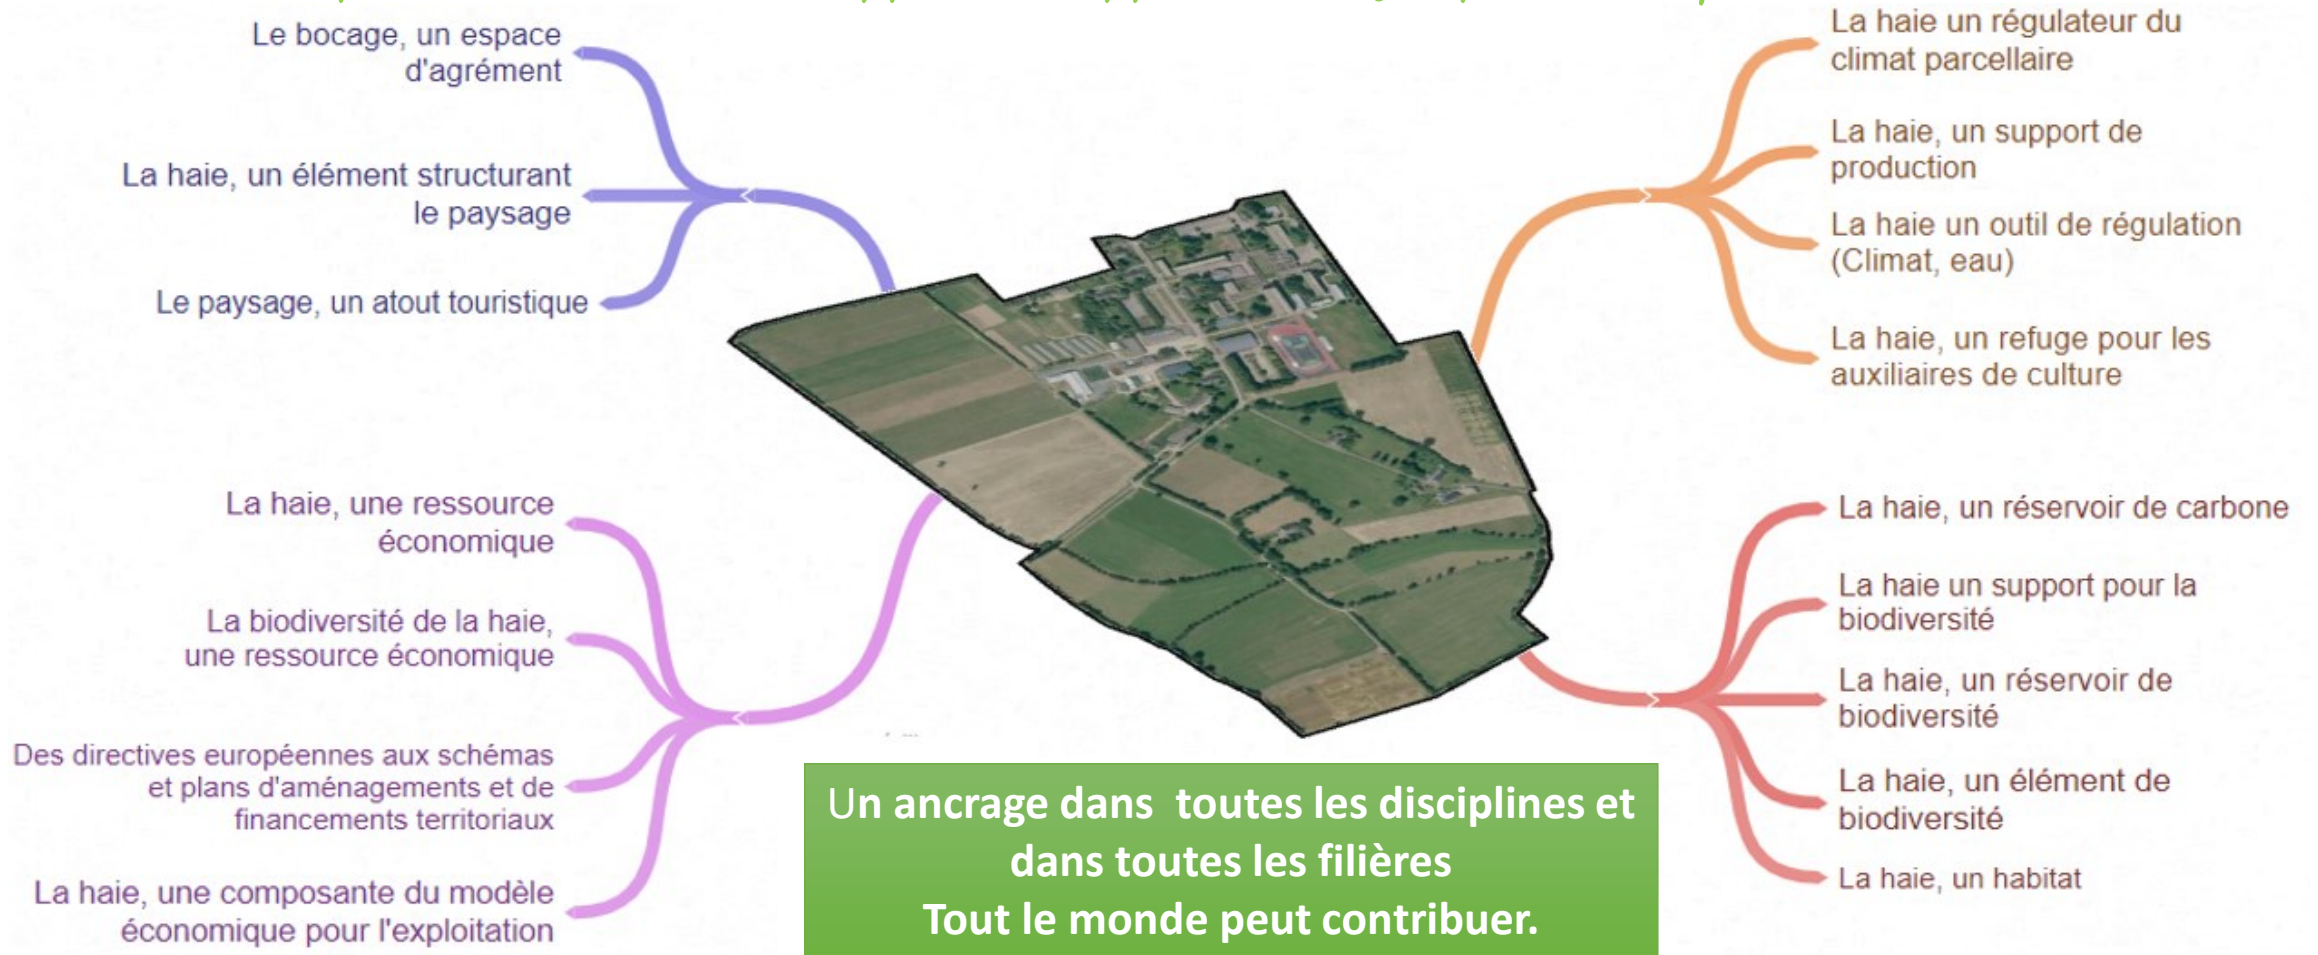 Le bocage, un espace
d'agrément
La haie, un élément structurant
le paysage
Le paysage, un atout touristique
La haie, une ressource
économique
La biodiversité de la haie,
une ressource économique
Des directives européennes aux schémas
et plans d'aménagements et de
financements territoriaux
La haie, une composante du modèle
économique pour l'exploitation
La haie un régulateur du
climat parcellaire
La haie, un support de
production
La haie un outil de régulation
(Climat, eau)
La haie, un refuge pour les
auxiliaires de culture
La haie, un réservoir de carbone
La haie un support pour la
biodiversité
La haie, un réservoir de
biodiversité
La haie, un élément de
biodiversité
La haie, un habitat
Un ancrage dans toutes les disciplines et
dans toutes les filières
Tout le monde peut contribuer.